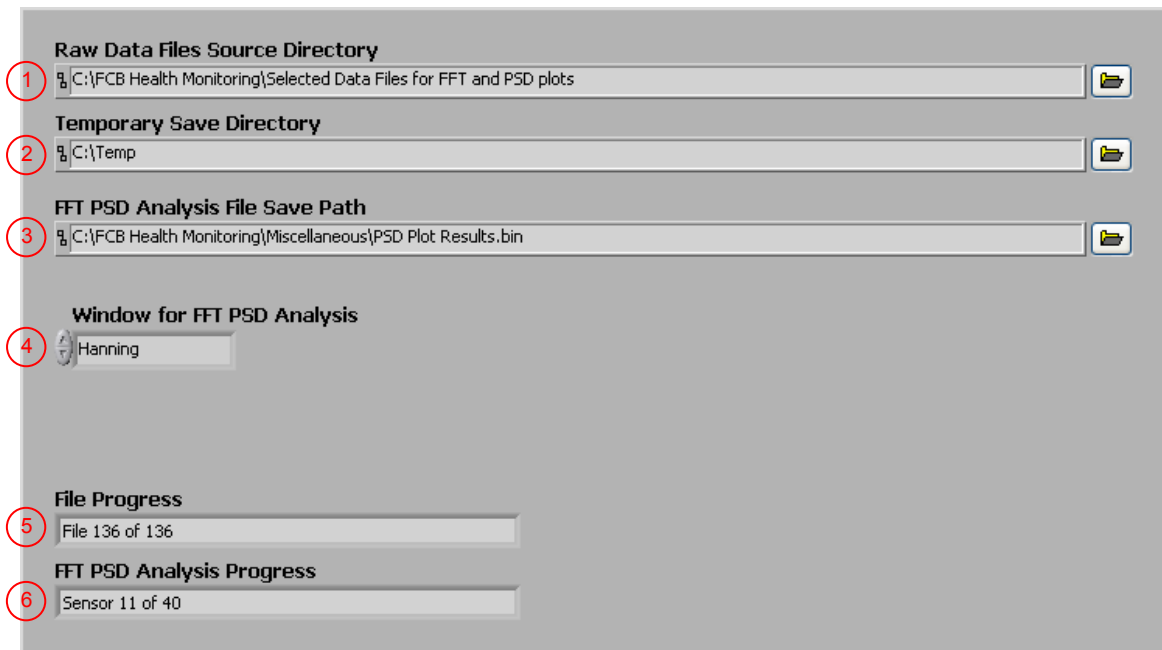 Raw Data Files Source Directory
1 C:\FCB Health Monitoring\Selected Data Files for FFT and PSD plots
Temporary Save Directory
2 C:\Temp
FFT PSD Analysis File Save Path
3 C:\FCB Health Monitoring\Miscellaneous\PSD Plot Results.bin
Window for FFT PSD Analysis
4 Hanning
File Progress
5 File 136 of 136
FFT PSD Analysis Progress
6 Sensor 11 of 40